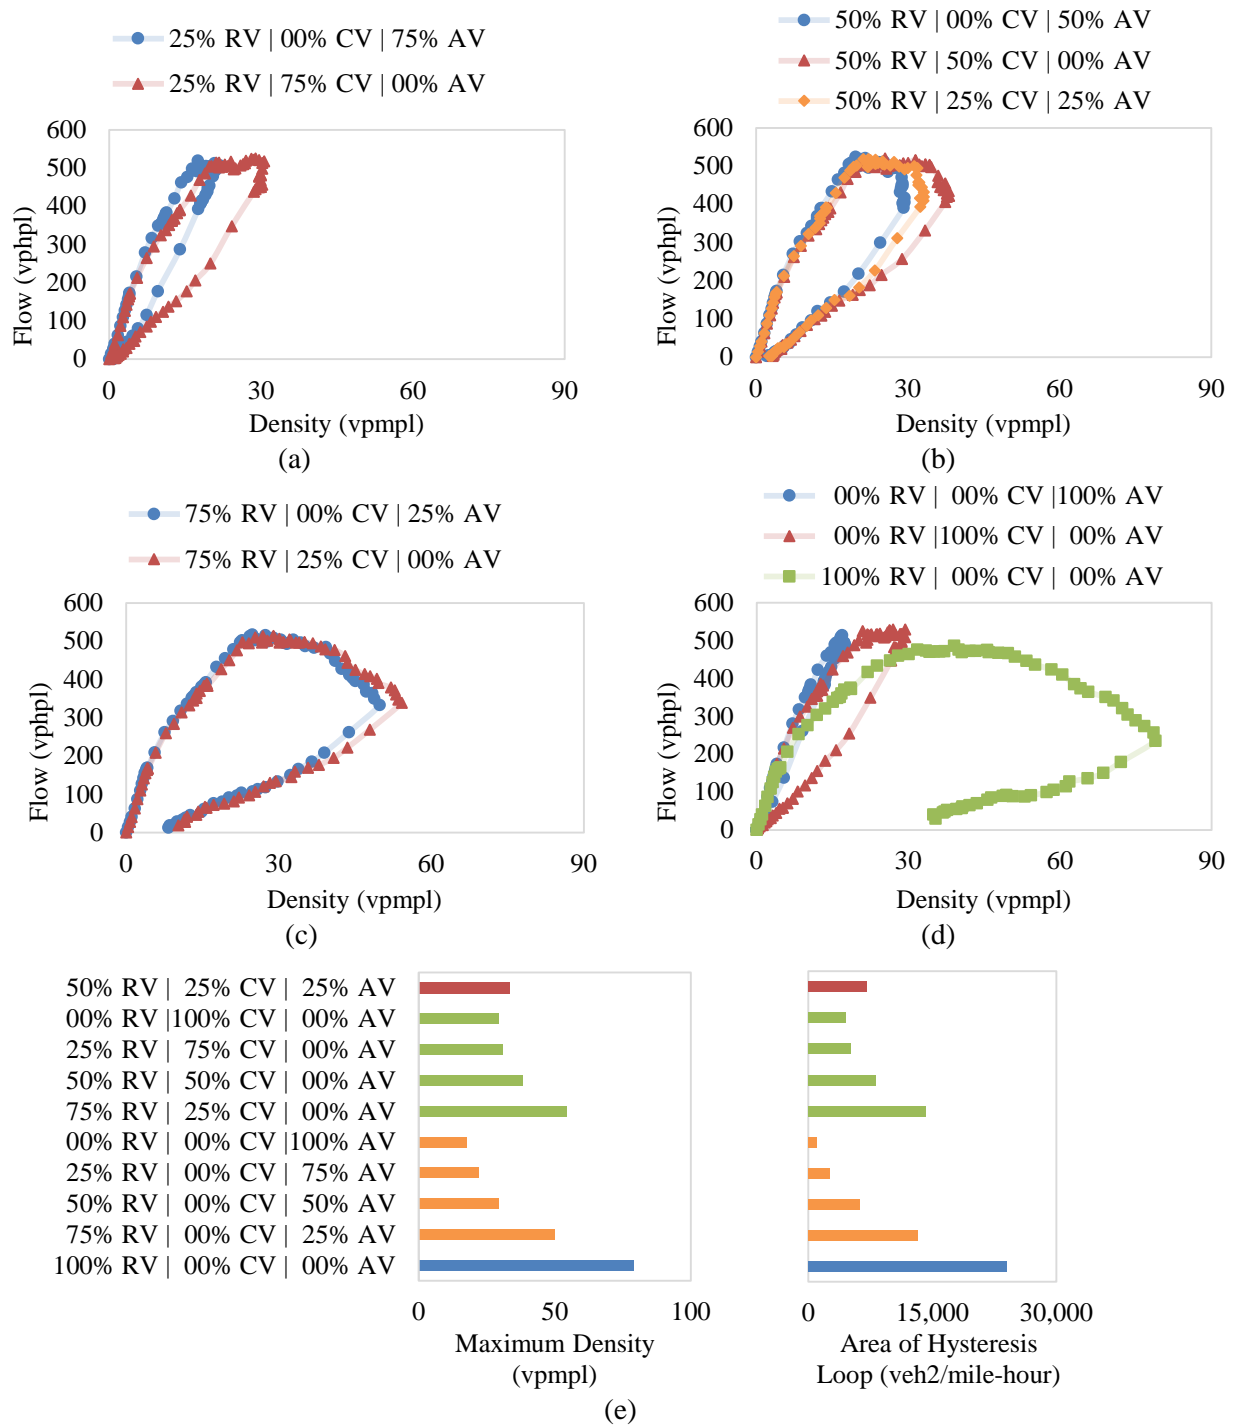 25% RV | 00% CV | 75% AV
25% RV | 75% CV | 00% AV
600
500
400
300
200
100
0
Flow (vphpl)
0 30 60 90
Density (vpmpl)
(a)
50% RV | 00% CV | 50% AV
50% RV | 50% CV | 00% AV
50% RV | 25% CV | 25% AV
600
500
400
300
200
100
0
Flow (vphpl)
0 30 60 90
Density (vpmpl)
(b)
75% RV | 00% CV | 25% AV
75% RV | 25% CV | 00% AV
600
500
400
300
200
100
0
Flow (vphpl)
0 30 60 90
Density (vpmpl)
(c)
00% RV | 00% CV |100% AV
00% RV |100% CV | 00% AV
100% RV | 00% CV | 00% AV
600
500
400
300
200
100
0
Flow (vphpl)
0 30 60 90
Density (vpmpl)
(d)
50% RV | 25% CV | 25% AV
00% RV |100% CV | 00% AV
25% RV | 75% CV | 00% AV
50% RV | 50% CV | 00% AV
75% RV | 25% CV | 00% AV
00% RV | 00% CV |100% AV
25% RV | 00% CV | 75% AV
50% RV | 00% CV | 50% AV
75% RV | 00% CV | 25% AV
100% RV | 00% CV | 00% AV
0 50 100
Maximum Density
(vpmpl)
0 15,000 30,000
Area of Hysteresis
Loop (veh2/mile-hour)
(e)